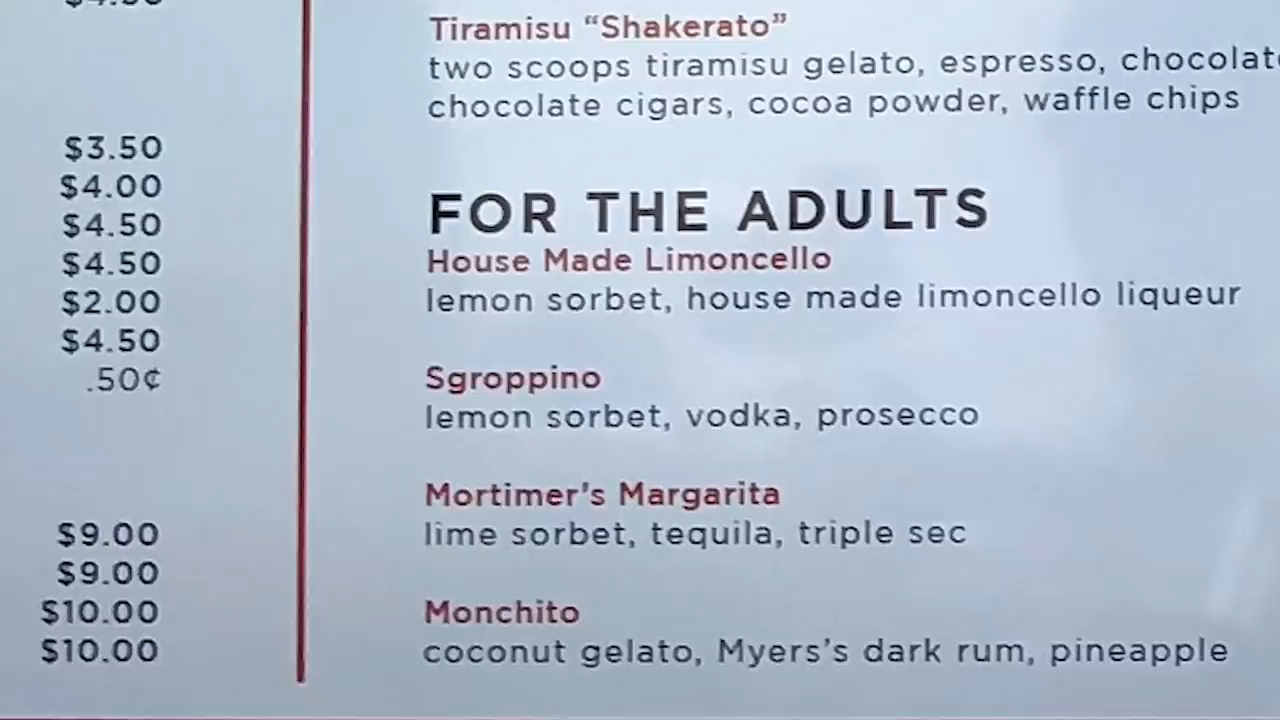 $3.50
$4.00
$4.50
$4.50
$2.00
$4.50
.50¢
$9.00
$9.00
$10.00
$10.00
Tiramisu “Shakerato”
two scoops tiramisu gelato, espresso,
chocolate cigars, cocoa powder, waffle chips
FOR THE ADULTS
House Made Limoncello
lemon sorbet, house made limoncello liqueur
Sgroppino
lemon sorbet, vodka, prosecco
Mortimer’s Margarita
lime sorbet, tequila, triple sec
Monchito
coconut gelato, Myers’s dark rum, pineapple